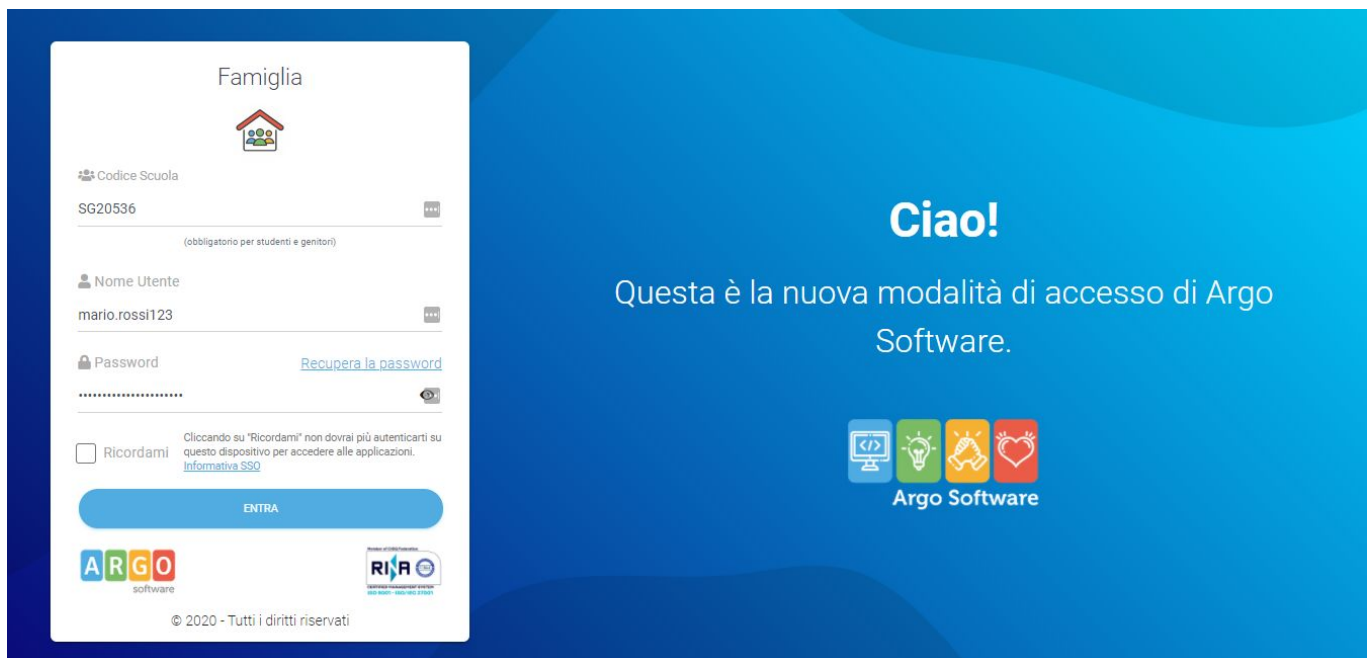 Famiglia
Codice Scuola
SG20536
(obbligatorio per studenti e genitori)
Nome Utente
mario.rossi123
Password Recupera la password
••••••••••••••••••••••
Ricordami
Cliccando su "Ricordami" non dovrai più autenticarti su
questo dispositivo per accedere alle applicazioni.
Informativa SSO
ENTRA
ARGO
software
RINA
© 2020 - Tutti i diritti riservati
Ciao!
Questa è la nuova modalità di accesso di Argo
Software.
</>
Argo Software